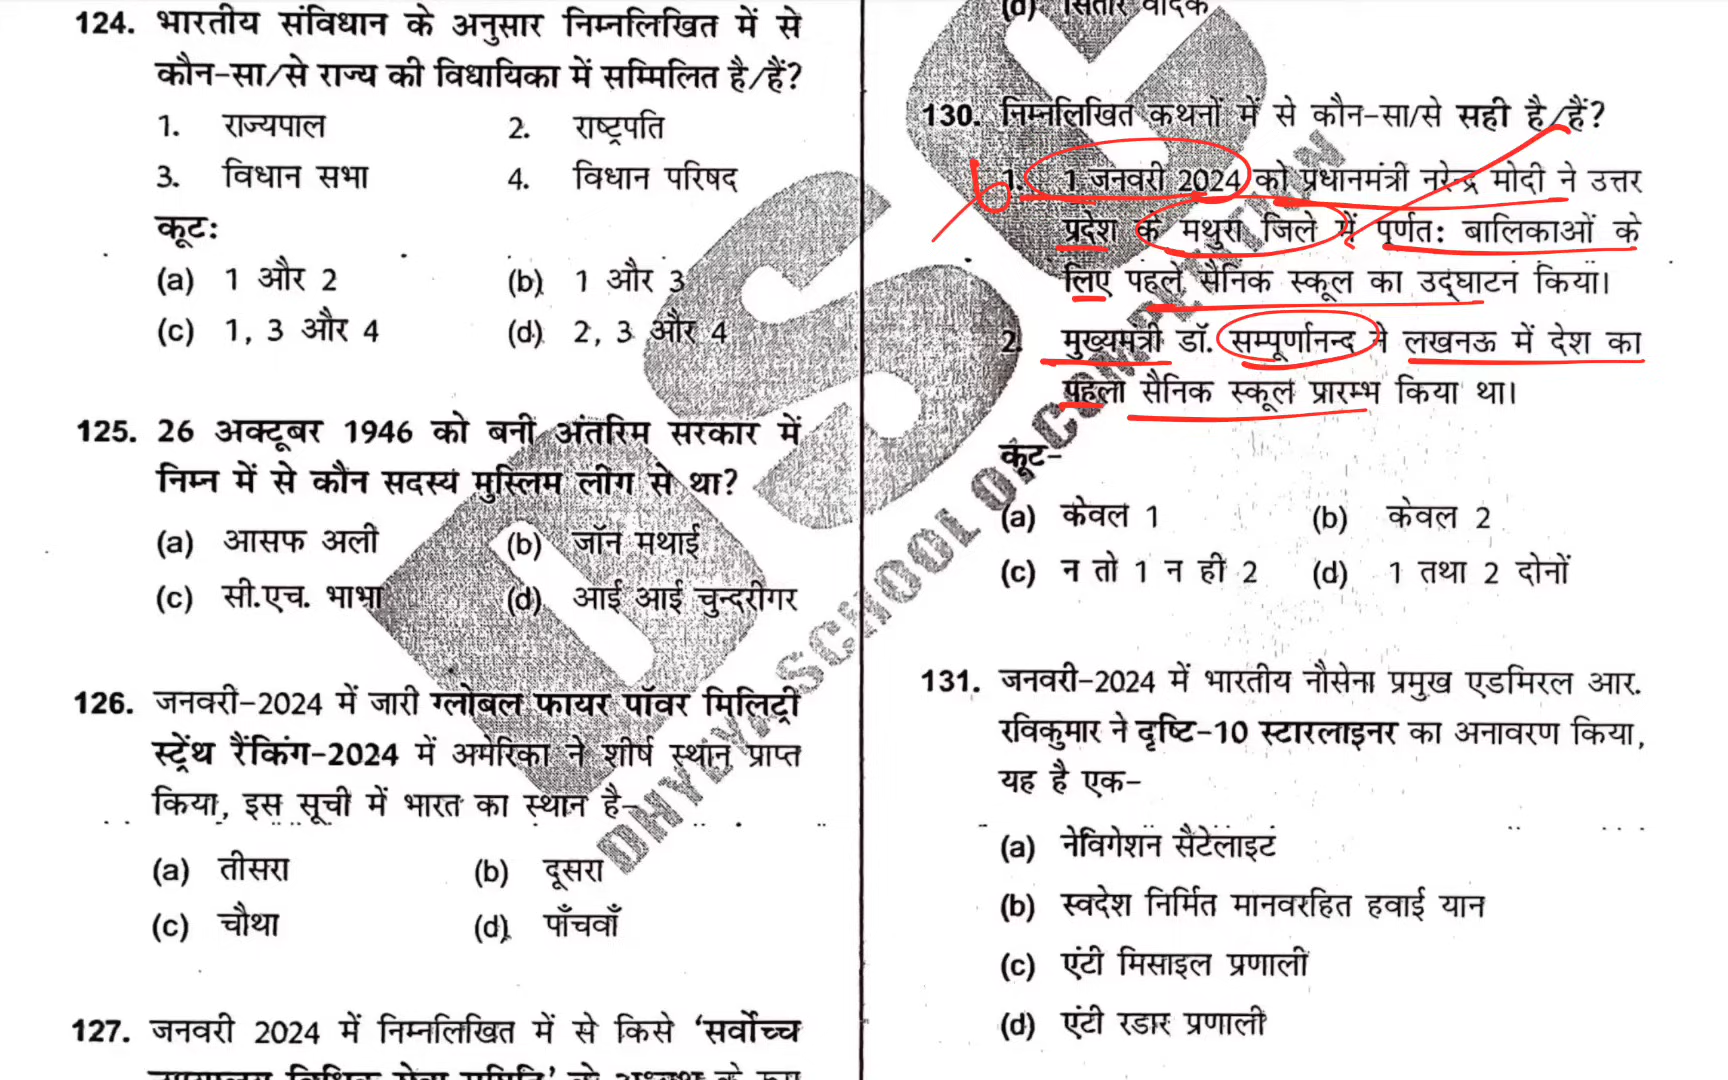 124. भारतीय संविधान के अनुसार निम्नलिखित में से
कौन-सा/से राज्य की विधायिका में सम्मिलित है/हैं?
1. राज्यपाल 2. राष्ट्रपति
3. विधान सभा 4. विधान परिषद
कूट:
(a) 1 और 2 (b) 1 और 3
(c) 1, 3 और 4 (d) 2, 3 और 4
125. 26 अक्टूबर 1946 को बनी अंतरिम सरकार में
निम्न में से कौन सदस्य मुस्लिम लीग से था?
(a) आसफ अली (b) जॉन मथाई
(c) सी.एच. भाभा (d) आई आई चुन्दरीगर
126. जनवरी-2024 में जारी ग्लोबल फायर पॉवर मिलिट्री
स्ट्रेंथ रैंकिंग-2024 में अमेरिका ने शीर्ष स्थान प्राप्त
किया, इस सूची में भारत का स्थान है-
(a) तीसरा (b) दूसरा
(c) चौथा (d) पाँचवाँ
127. जनवरी 2024 में निम्नलिखित में से किसे ‘सर्वोच्च
(d) सितार वादक
130. निम्नलिखित कथनों में से कौन-सा/से सही है/हैं?
1. 1 जनवरी 2024 को प्रधानमंत्री नरेन्द्र मोदी ने उत्तर
प्रदेश के मथुरा जिले में पूर्णत: बालिकाओं के
लिए पहले सैनिक स्कूल का उद्घाटन किया।
2. मुख्यमंत्री डॉ. सम्पूर्णानन्द ने लखनऊ में देश का
पहला सैनिक स्कूल प्रारम्भ किया था।
कूट-
(a) केवल 1 (b) केवल 2
(c) न तो 1 न ही 2 (d) 1 तथा 2 दोनों
131. जनवरी-2024 में भारतीय नौसेना प्रमुख एडमिरल आर.
रविकुमार ने दृष्टि-10 स्टारलाइनर का अनावरण किया,
यह है एक-
(a) नेविगेशन सैटेलाइट
(b) स्वदेश निर्मित मानवरहित हवाई यान
(c) एंटी मिसाइल प्रणाली
(d) एंटी रडार प्रणाली
DHYEYA SCHOOL OF COMPETITION